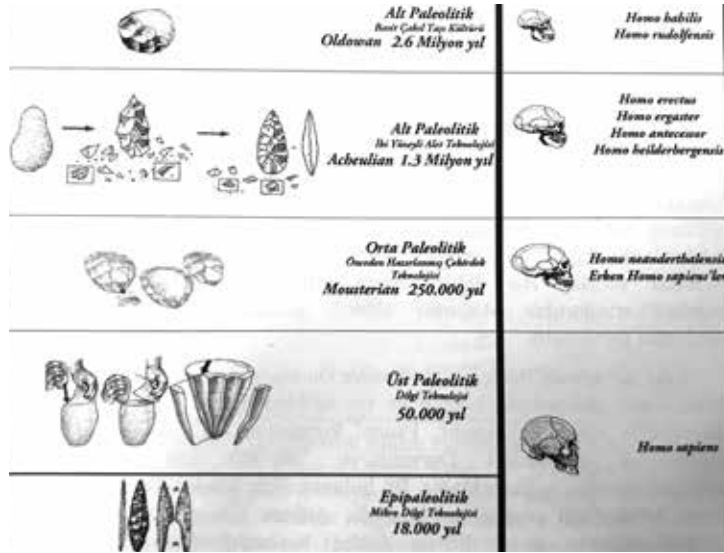 Alt Paleolitik
Basit Çakıl Taşı Kültürü
Oldowan 2.6 Milyon yıl
Homo habilis
Homo rudolfensis
Alt Paleolitik
İki Yüzeyli Alet Teknolojisi
Acheulian 1.3 Milyon yıl
Homo erectus
Homo ergaster
Homo antecessor
Homo heilderbergensis
Orta Paleolitik
Önceden Hazırlanmış Çekirdek
Teknolojisi
Mousterian 250.000 yıl
Homo neanderthalensis
Erken Homo sapiens'ler
Üst Paleolitik
Dilgi Teknolojisi
50.000 yıl
Homo sapiens
Epipaleolitik
Mikro Dilgi Teknolojisi
18.000 yıl